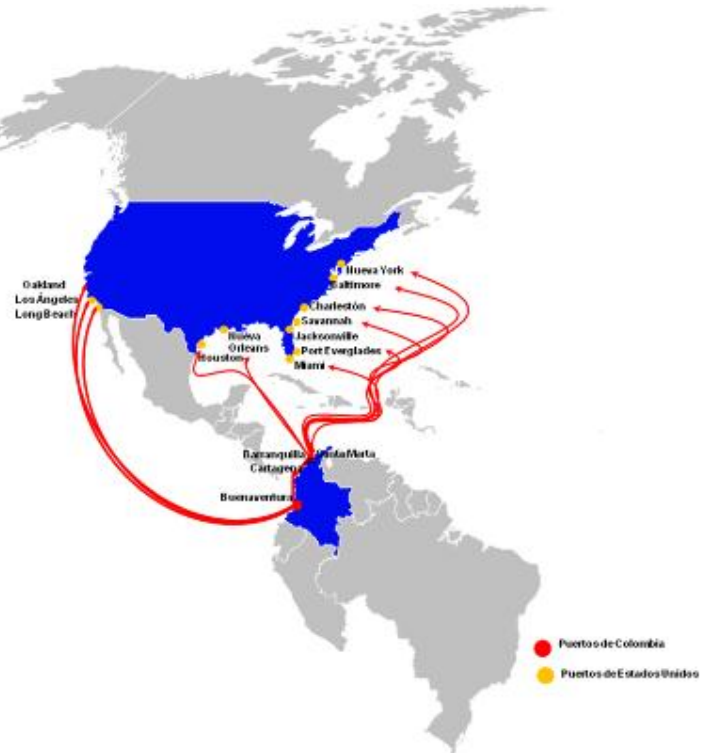 Nueva York
Baltimore
Oakland
Los Ángeles
Long Beach
Charlestón
Savannah
Jacksonville
Nueva
Orleans
Houston
Port Everglades
Miami
Barranquilla
Santa Marta
Cartagena
Buenaventura
Puertos de Colombia
Puertos de Estados Unidos